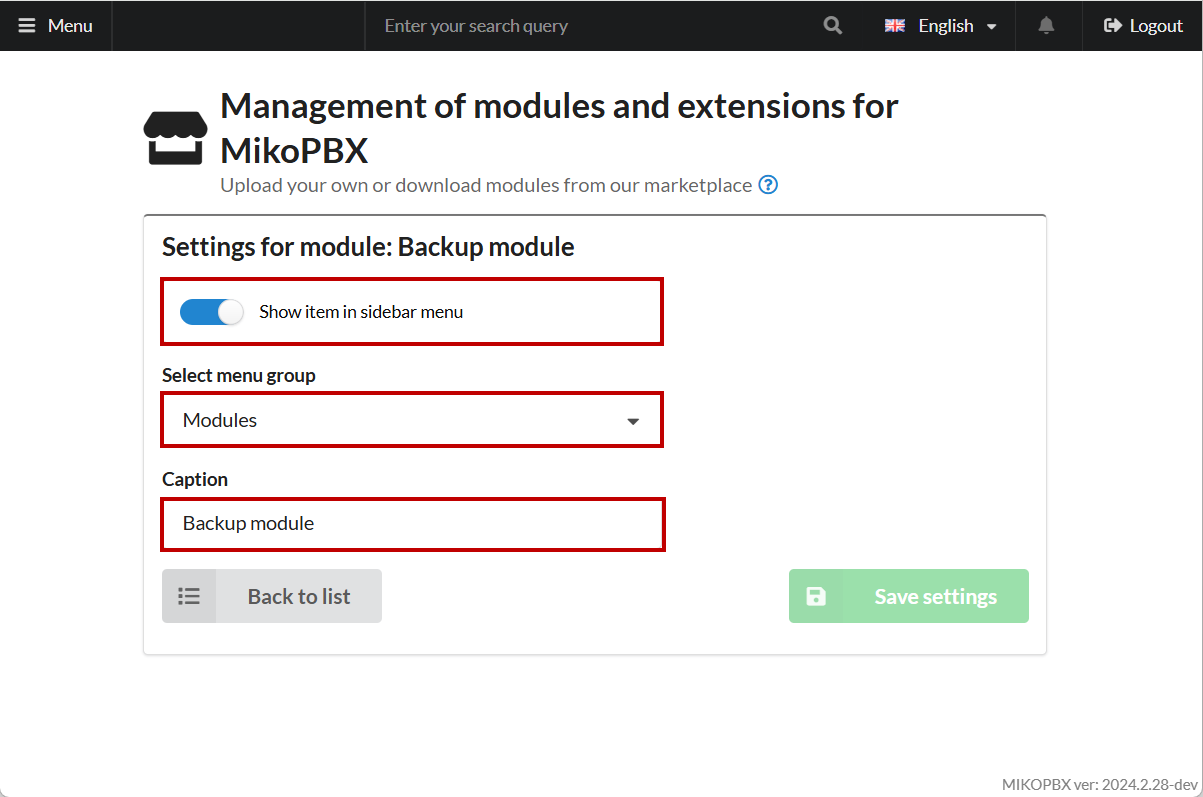 Menu
Enter your search query
English
Logout
Management of modules and extensions for
MikoPBX
Upload your own or download modules from our marketplace ?
Settings for module: Backup module
Show item in sidebar menu
Select menu group
Modules
Caption
Backup module
Back to list
Save settings
MIKOPBX ver: 2024.2.28-dev